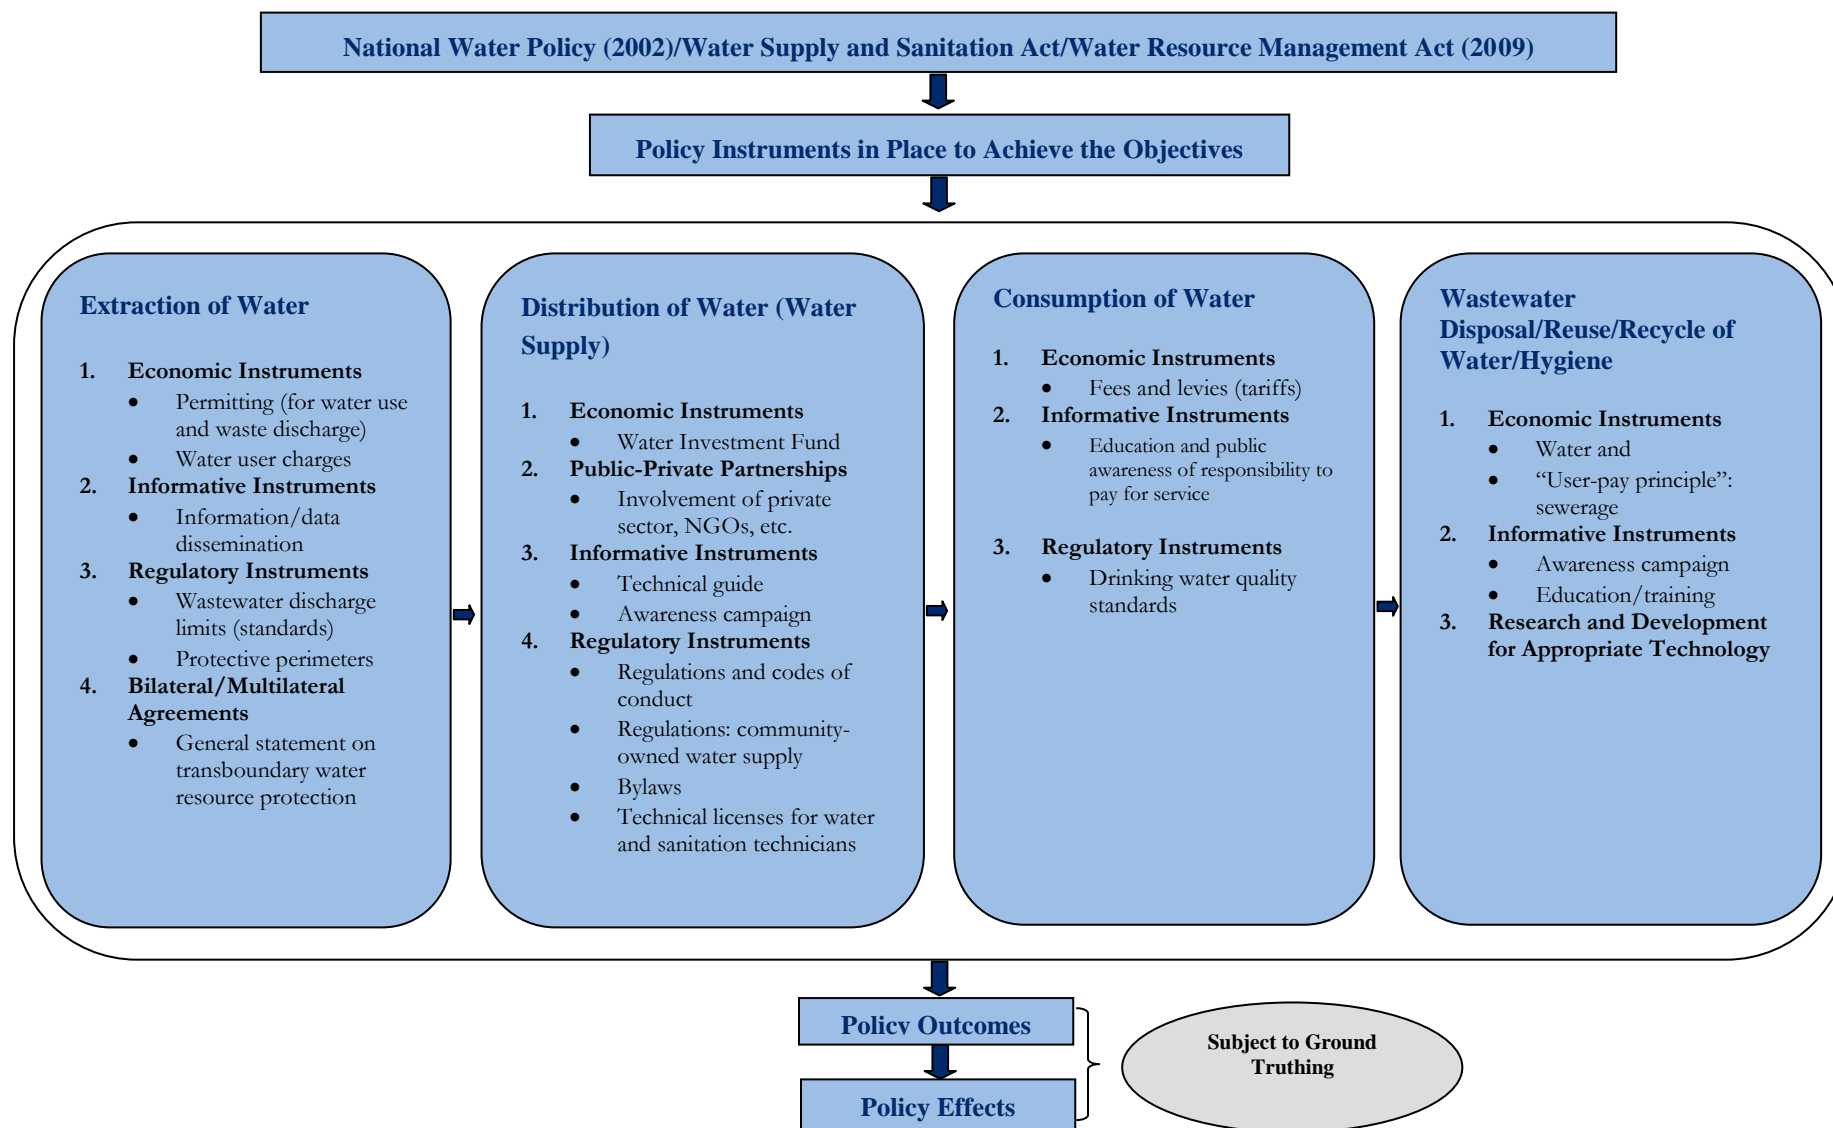 National Water Policy (2002)/Water Supply and Sanitation Act/Water Resource Management Act (2009)
Policy Instruments in Place to Achieve the Objectives
Extraction of Water
1. Economic Instruments
• Permitting (for water use
and waste discharge)
• Water user charges
2. Informative Instruments
• Information/data
dissemination
3. Regulatory Instruments
• Wastewater discharge
limits (standards)
• Protective perimeters
4. Bilateral/Multilateral
Agreements
• General statement on
transboundary water
resource protection
Distribution of Water (Water
Supply)
1. Economic Instruments
• Water Investment Fund
2. Public-Private Partnerships
• Involvement of private
sector, NGOs, etc.
3. Informative Instruments
• Technical guide
• Awareness campaign
4. Regulatory Instruments
• Regulations and codes of
conduct
• Regulations: community-
owned water supply
• Bylaws
• Technical licenses for water
and sanitation technicians
Consumption of Water
1. Economic Instruments
• Fees and levies (tariffs)
2. Informative Instruments
• Education and public
awareness of responsibility to
pay for service
3. Regulatory Instruments
• Drinking water quality
standards
Wastewater
Disposal/Reuse/Recycle of
Water/Hygiene
1. Economic Instruments
• Water and
• “User-pay principle”:
sewerage
2. Informative Instruments
• Awareness campaign
• Education/training
3. Research and Development
for Appropriate Technology
Policy Outcomes
Policy Effects
Subject to Ground
Truthing